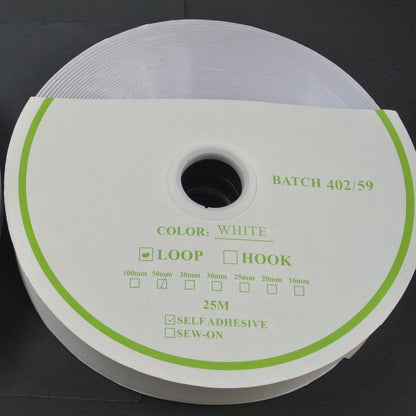 BATCH 402/59
COLOR: WHITE
LOOP HOOK
100mm 50mm 38mm 30mm 25mm 20mm 16mm
25M
SELF ADHESIVE
SEW-ON